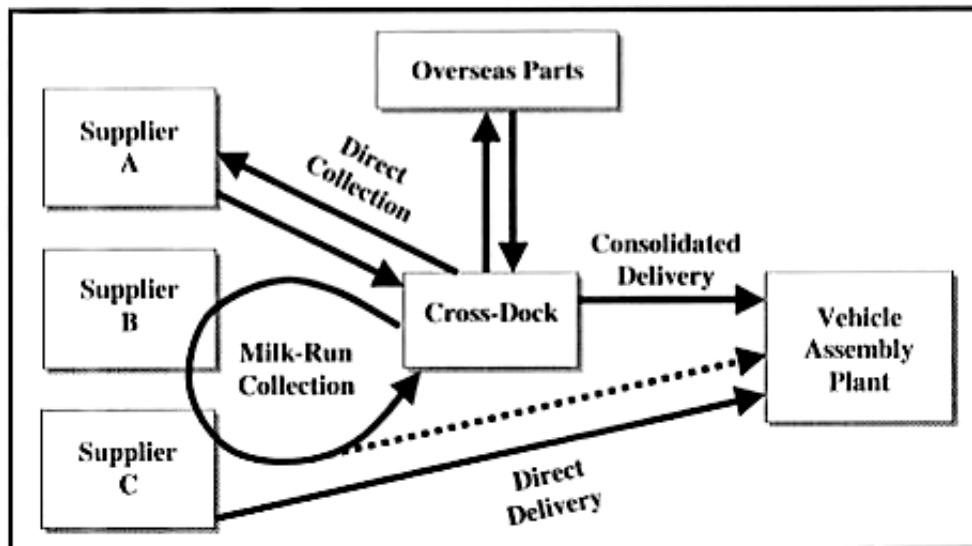 Overseas Parts
Supplier
A
Direct
Collection
Supplier
B
Consolidated
Delivery
Cross-Dock
Vehicle
Assembly
Plant
Milk-Run
Collection
Supplier
C
Direct
Delivery